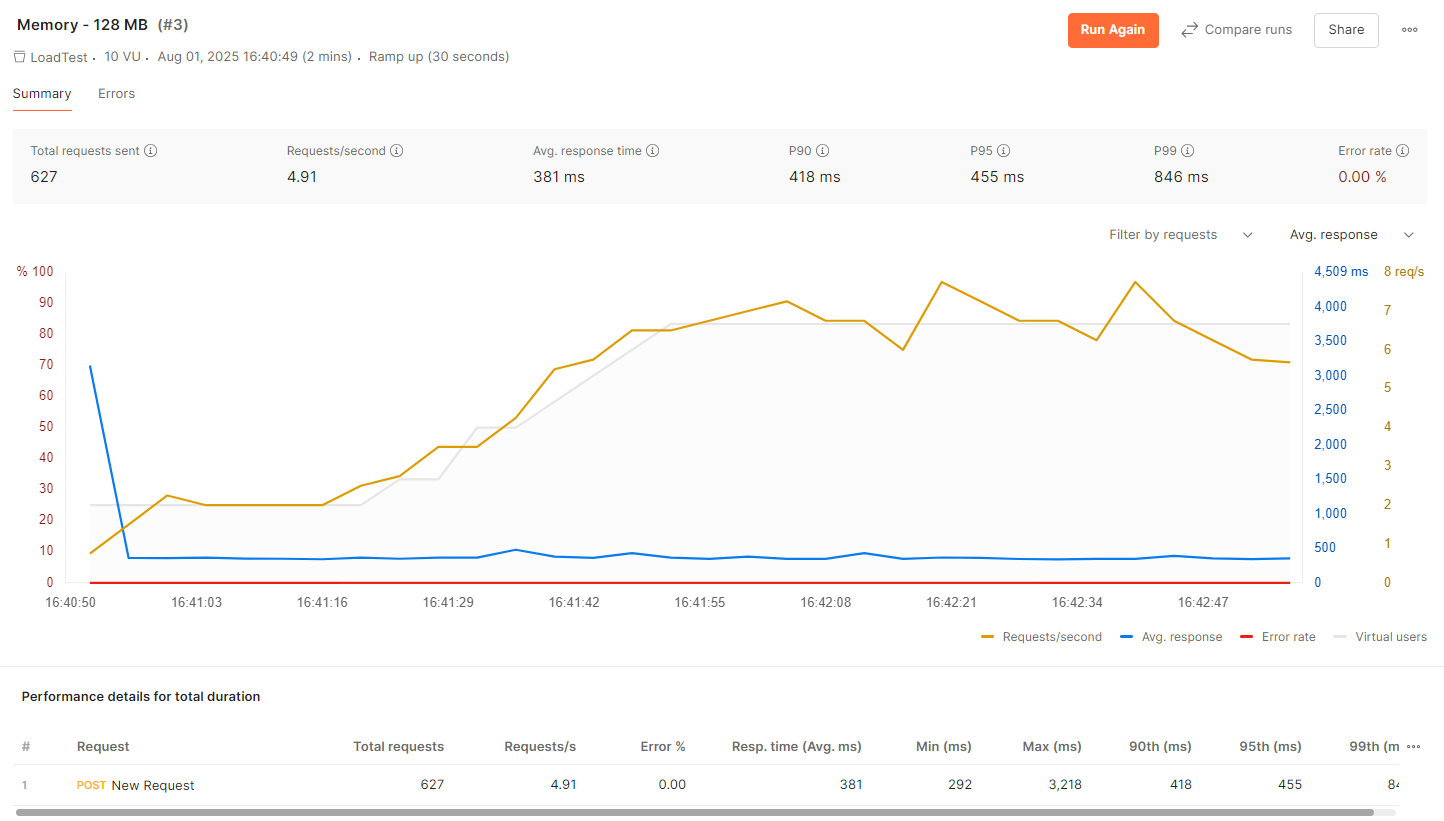 Memory - 128 MB (#3)
Run Again
Compare runs
Share
LoadTest · 10 VU · Aug 01, 2025 16:40:49 (2 mins) · Ramp up (30 seconds)
Summary
Errors
Total requests sent
Requests/second
Avg. response time
P90
P95
P99
Error rate
627
4.91
381 ms
418 ms
455 ms
846 ms
0.00 %
Filter by requests
Avg. response
% 100
90
80
70
60
50
40
30
20
10
0
4,509 ms
4,000
3,500
3,000
2,500
2,000
1,500
1,000
500
0
8 req/s
7
6
5
4
3
2
1
0
16:40:50
16:41:03
16:41:16
16:41:29
16:41:42
16:41:55
16:42:08
16:42:21
16:42:34
16:42:47
Requests/second
Avg. response
Error rate
Virtual users
Performance details for total duration
# Request Total requests Requests/s Error % Resp. time (Avg. ms) Min (ms) Max (ms) 90th (ms) 95th (ms) 99th (m
1 POST New Request 627 4.91 0.00 381 292 3,218 418 455